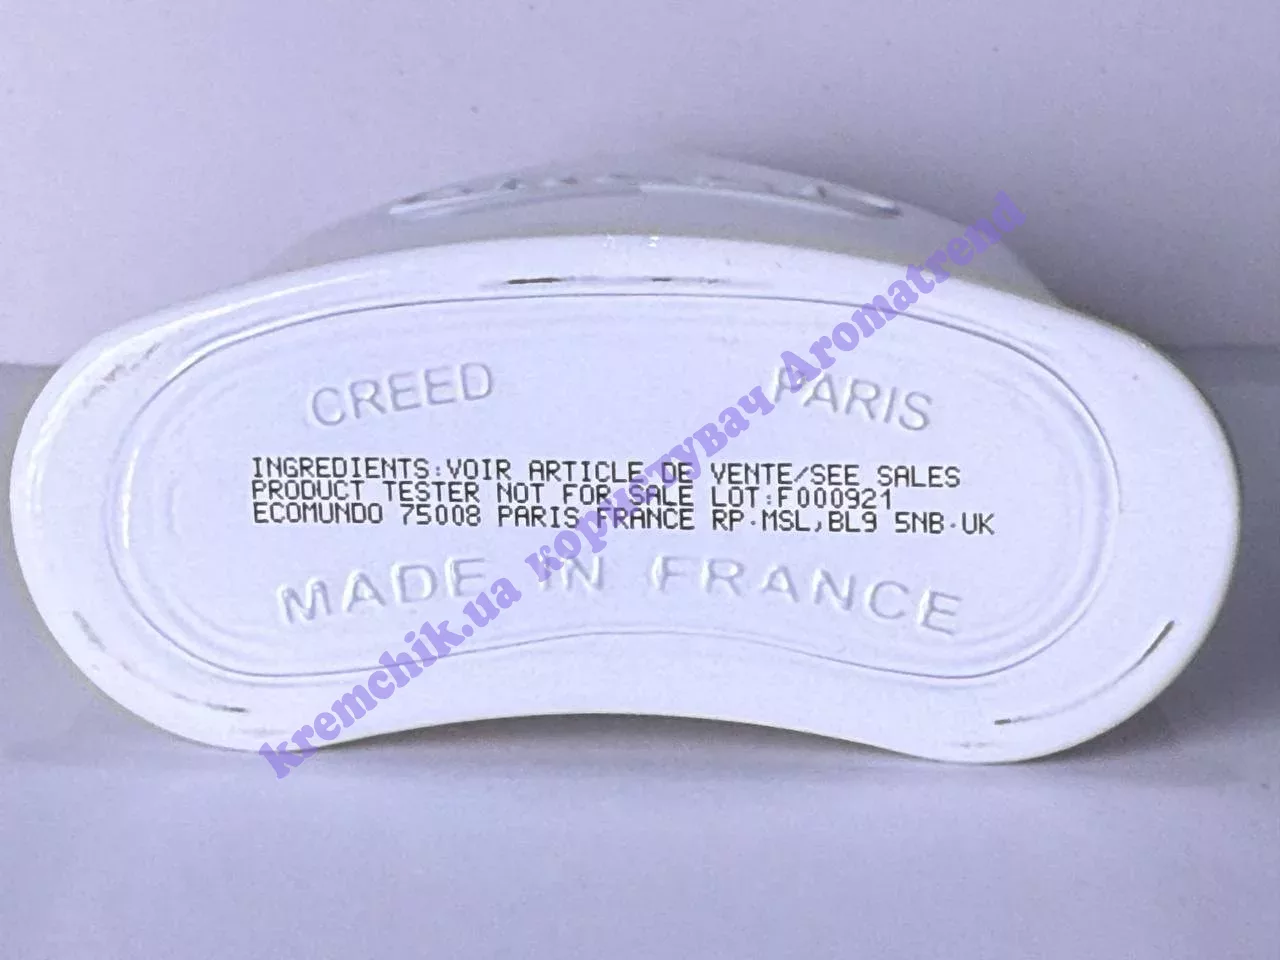 CREED PARIS
INGREDIENTS:VOIR ARTICLE DE VENTE/SEE SALES
PRODUCT TESTER NOT FOR SALE LOT:F000921
ECOMUNDO 75008 PARIS FRANCE RP.MSL,BL9 5NB.UK
MADE IN FRANCE
kremchik.ua користувач Aromatrend